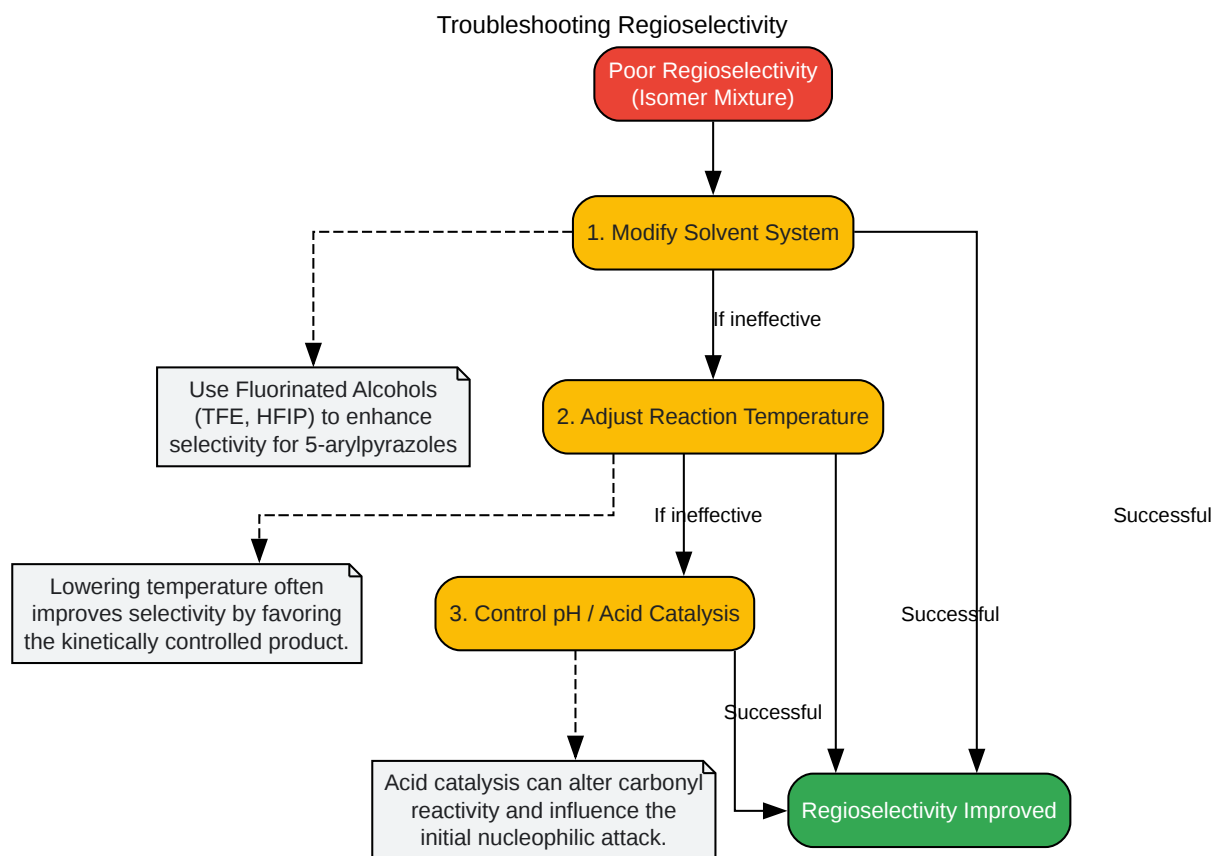 Troubleshooting Regioselectivity
Poor Regioselectivity
(Isomer Mixture)
1. Modify Solvent System
If ineffective
Use Fluorinated Alcohols
(TFE, HFIP) to enhance
selectivity for 5-arylpyrazoles
2. Adjust Reaction Temperature
If ineffective
Successful
Lowering temperature often
improves selectivity by favoring
the kinetically controlled product.
3. Control pH / Acid Catalysis
Successful
Successful
Acid catalysis can alter carbonyl
reactivity and influence the
initial nucleophilic attack.
Regioselectivity Improved